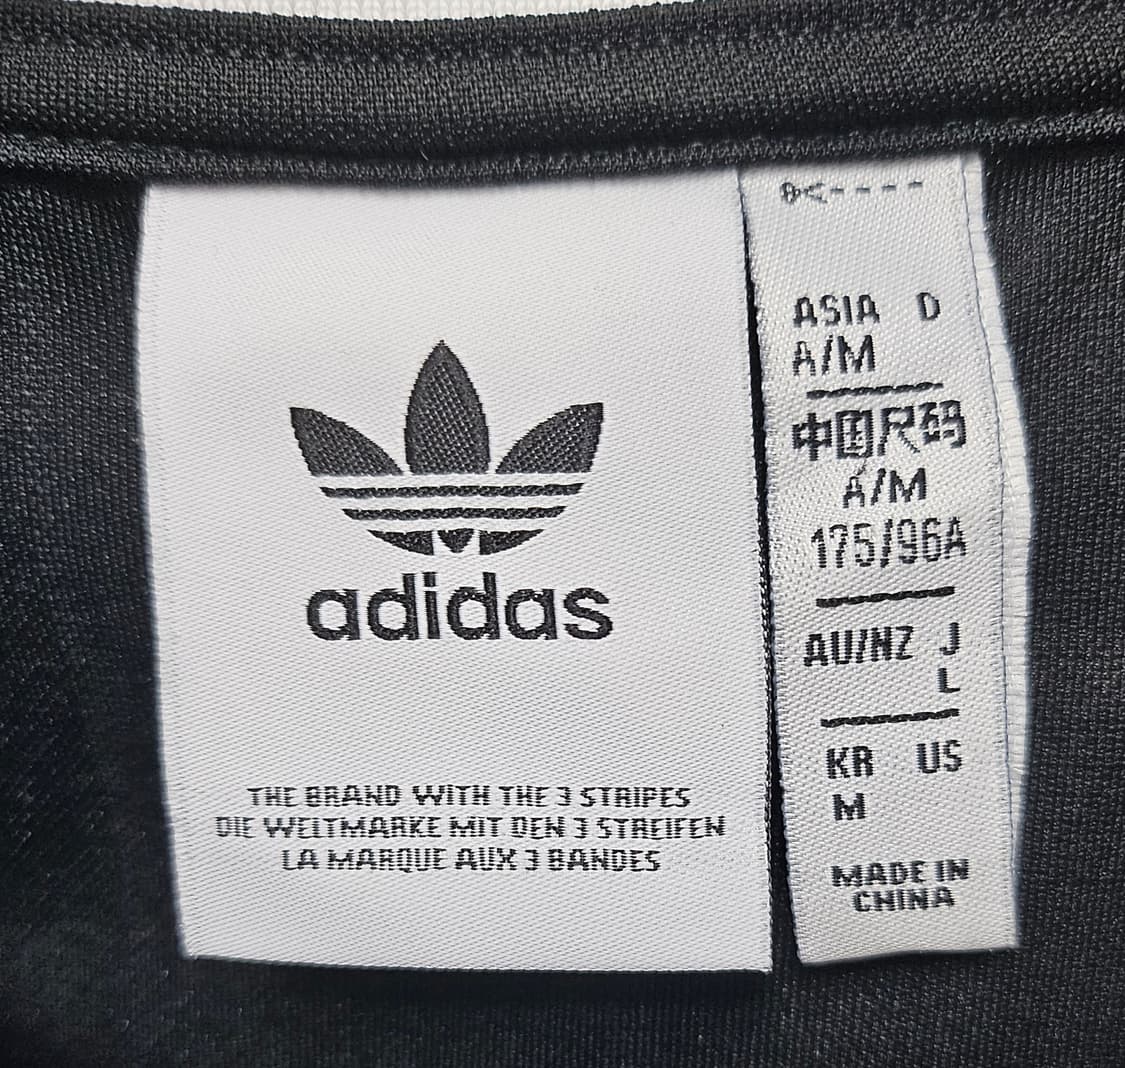 adidas
THE BRAND WITH THE 3 STRIPES
DIE WELTMARKE MIT DEN 3 STREIFEN
LA MARQUE AUX 3 BANDES
ASIA D
A/M
中国尺码
A/M
175/96A
AU/NZ J
L
KR US
M
MADE IN
CHINA